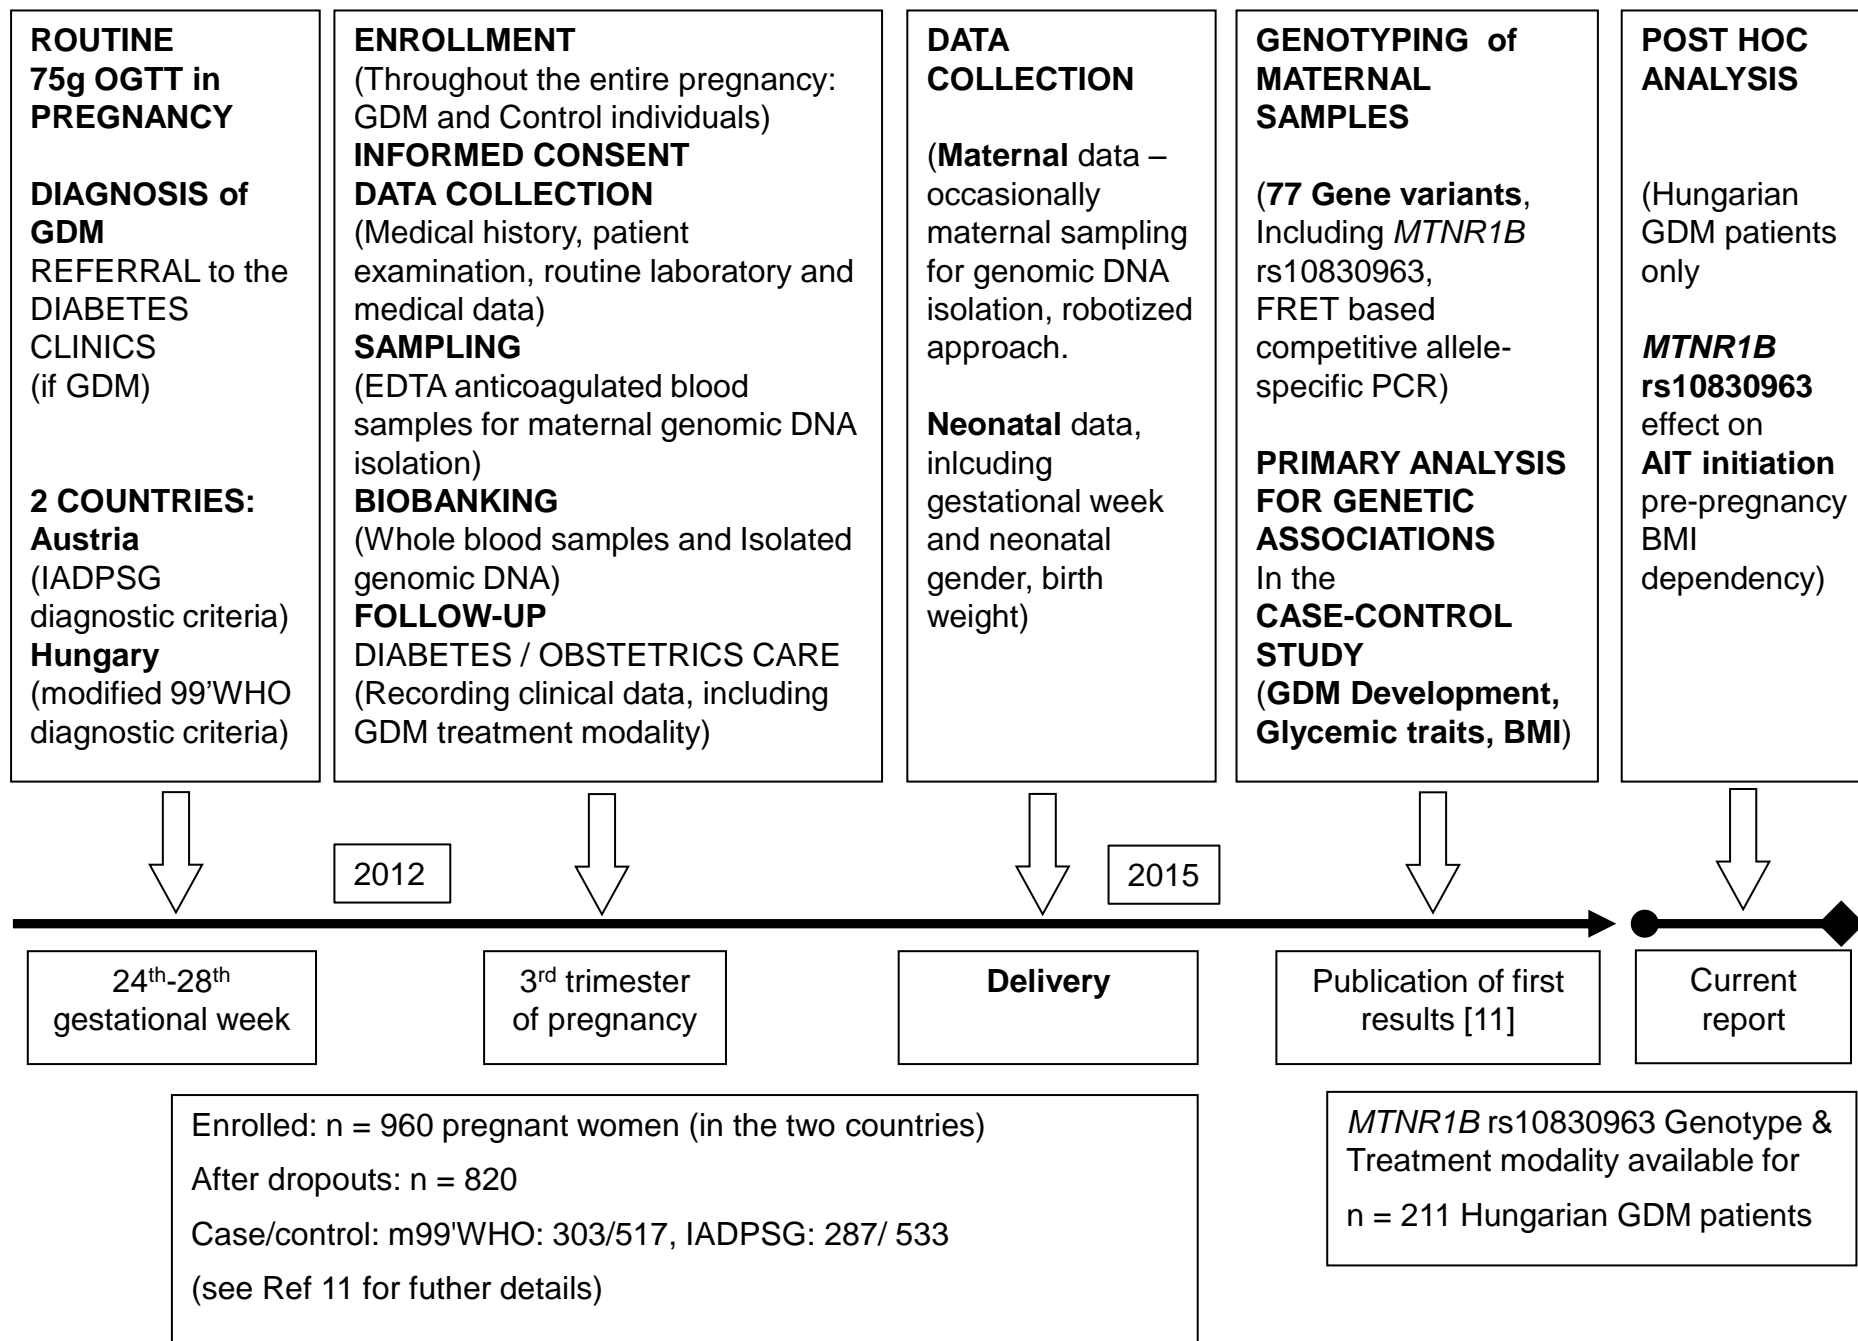 ROUTINE
75g OGTT in
PREGNANCY
DIAGNOSIS of
GDM
REFERRAL to the
DIABETES
CLINICS
(if GDM)
2 COUNTRIES:
Austria
(IADPSG
diagnostic criteria)
Hungary
(modified 99'WHO
diagnostic criteria)
ENROLLMENT
(Throughout the entire pregnancy:
GDM and Control individuals)
INFORMED CONSENT
DATA COLLECTION
(Medical history, patient
examination, routine laboratory and
medical data)
SAMPLING
(EDTA anticoagulated blood
samples for maternal genomic DNA
isolation)
BIOBANKING
(Whole blood samples and Isolated
genomic DNA)
FOLLOW-UP
DIABETES / OBSTETRICS CARE
(Recording clinical data, including
GDM treatment modality)
DATA
COLLECTION
(Maternal data –
occasionally
maternal sampling
for genomic DNA
isolation, robotized
approach.
Neonatal data,
inlcuding
gestational week
and neonatal
gender, birth
weight)
GENOTYPING of
MATERNAL
SAMPLES
(77 Gene variants,
Including MTNR1B
rs10830963,
FRET based
competitive allele-
specific PCR)
PRIMARY ANALYSIS
FOR GENETIC
ASSOCIATIONS
In the
CASE-CONTROL
STUDY
(GDM Development,
Glycemic traits, BMI)
POST HOC
ANALYSIS
(Hungarian
GDM patients
only
MTNR1B
rs10830963
effect on
AIT initiation
pre-pregnancy
BMI
dependency)
2012
2015
24th-28th
gestational week
3rd trimester
of pregnancy
Delivery
Publication of first
results [11]
Current
report
Enrolled: n = 960 pregnant women (in the two countries)
After dropouts: n = 820
Case/control: m99'WHO: 303/517, IADPSG: 287/ 533
(see Ref 11 for futher details)
MTNR1B rs10830963 Genotype &
Treatment modality available for
n = 211 Hungarian GDM patients